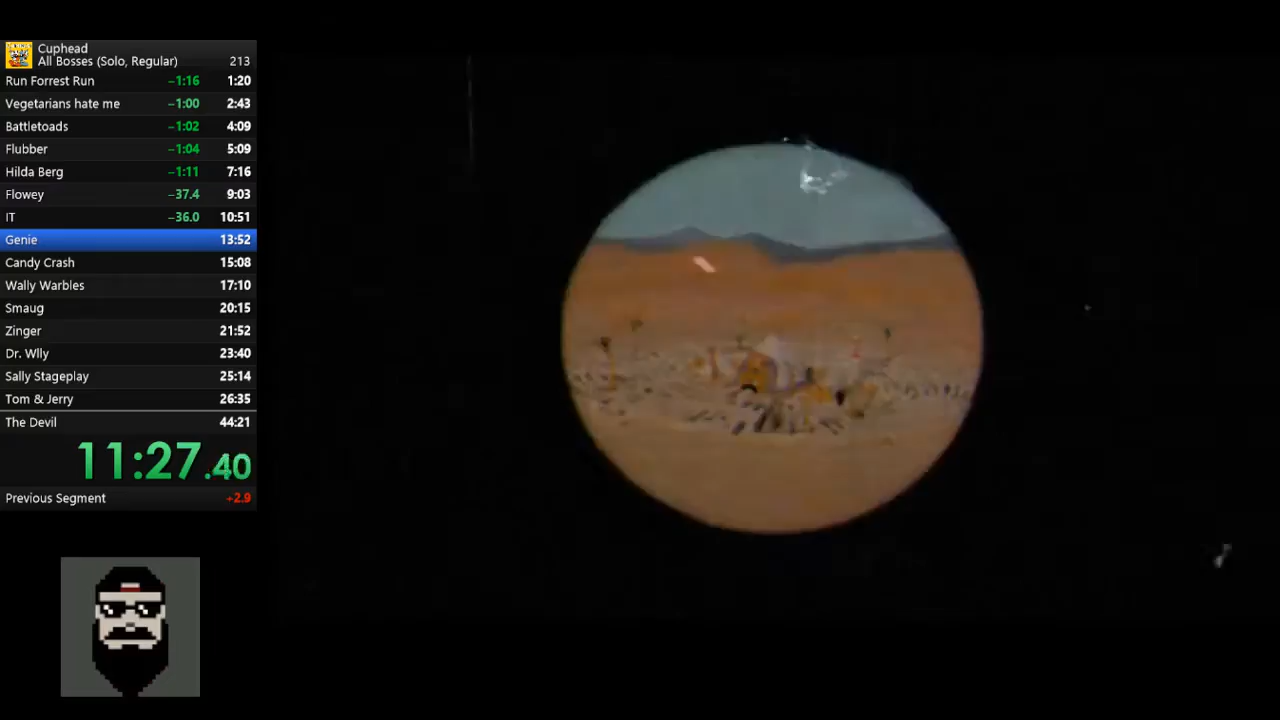 Cuphead
All Bosses (Solo, Regular) 213
Run Forrest Run -1:16 1:20
Vegetarians hate me -1:00 2:43
Battletoads -1:02 4:09
Flubber -1:04 5:09
Hilda Berg -1:11 7:16
Flowey -37.4 9:03
IT -36.0 10:51
Genie 13:52
Candy Crash 15:08
Wally Warbles 17:10
Smaug 20:15
Zinger 21:52
Dr. Wlly 23:40
Sally Stageplay 25:14
Tom & Jerry 26:35
The Devil 44:21
11:27.40
Previous Segment +2.9